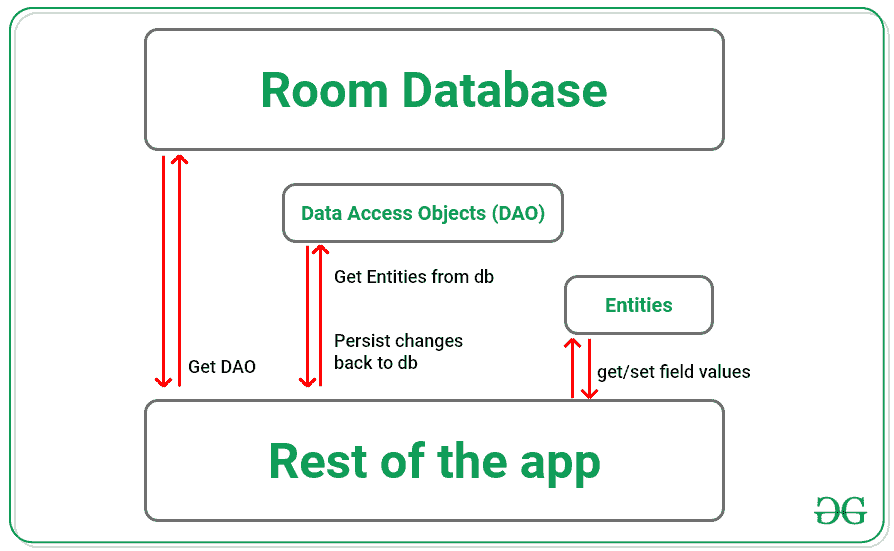 Room Database
Data Access Objects (DAO)
Get Entities from db
Entities
Persist changes
back to db
Get DAO
get/set field values
Rest of the app